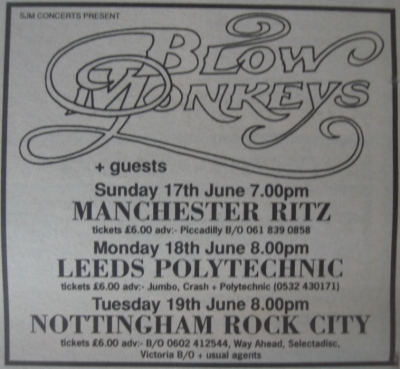 SJM CONCERTS PRESENT
BLOW
MONKEYS
+ guests
Sunday 17th June 7.00pm
MANCHESTER RITZ
tickets £6.00 adv:- Piccadilly B/O 061 839 0858
Monday 18th June 8.00pm
LEEDS POLYTECHNIC
tickets £6.00 adv:- Jumbo, Crash + Polytechnic (0532 430171)
Tuesday 19th June 8.00pm
NOTTINGHAM ROCK CITY
tickets £6.00 adv:- B/O 0602 412544, Way Ahead, Selectadisc,
Victoria B/O + usual agents